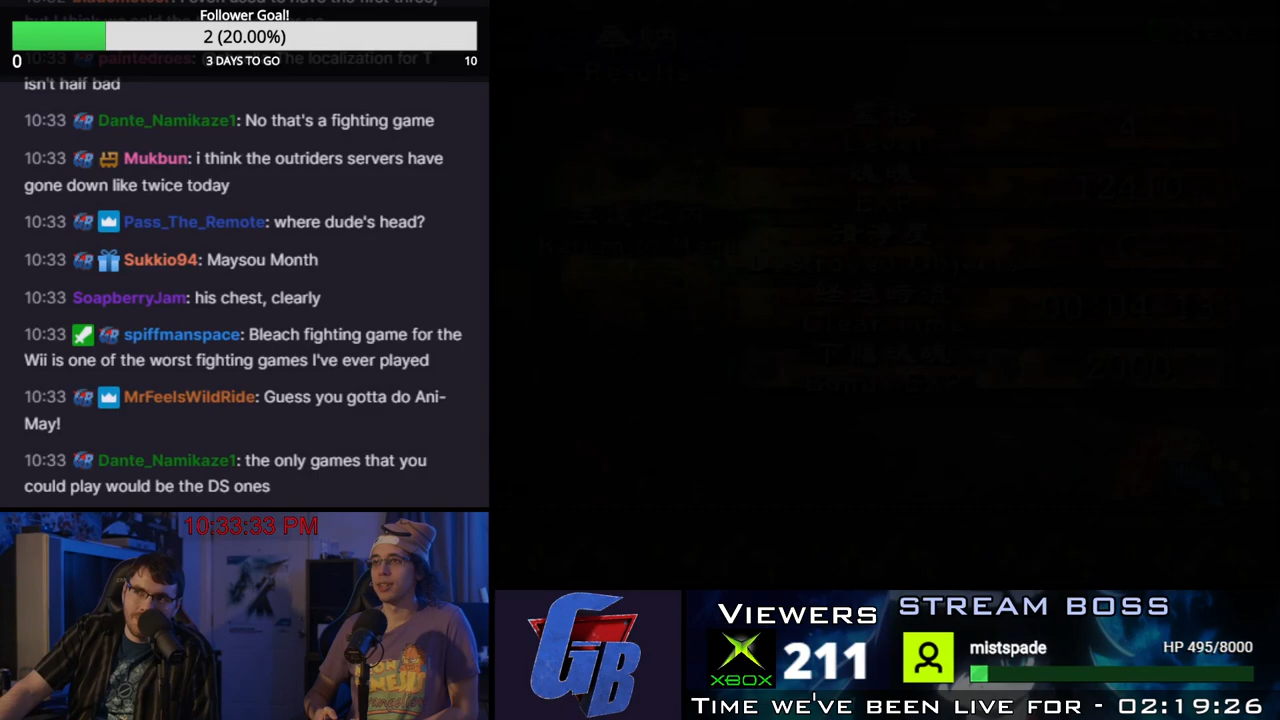 Follower Goal!
2 (20.00%)
0
3 DAYS TO GO
10
isn't half bad
10:33 Dante_Namikaze1: No that's a fighting game
10:33 Mukbun: i think the outriders servers have
gone down like twice today
10:33 Pass_The_Remote: where dude's head?
10:33 Sukkio94: Maysou Month
10:33 SoapberryJam: his chest, clearly
10:33 spiffmanspace: Bleach fighting game for the
Wii is one of the worst fighting games I've ever played
10:33 MrFeelsWildRide: Guess you gotta do Ani-
May!
10:33 Dante_Namikaze1: the only games that you
could play would be the DS ones
Results
12410
2000
10:33:33 PM
GB
VIEWERS
XBOX
211
STREAM BOSS
mistspade
HP 495/8000
TIME WE'VE BEEN LIVE FOR - 02:19:26